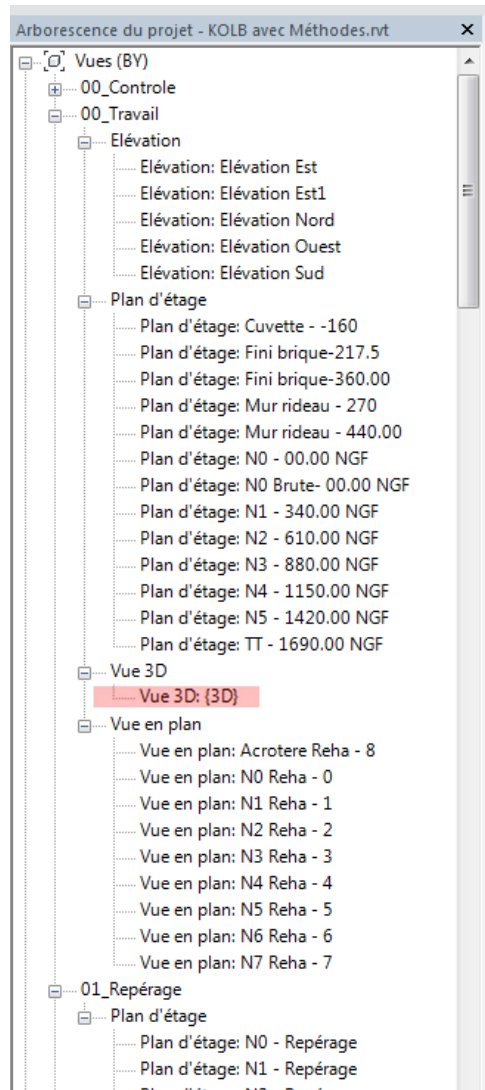 Arborescence du projet - KOLB avec Méthodes.rvt
Vues (BY)
00_Controle
00_Travail
Elévation
Elévation: Elévation Est
Elévation: Elévation Est1
Elévation: Elévation Nord
Elévation: Elévation Ouest
Elévation: Elévation Sud
Plan d'étage
Plan d'étage: Cuvette - -160
Plan d'étage: Fini brique-217.5
Plan d'étage: Fini brique-360.00
Plan d'étage: Mur rideau - 270
Plan d'étage: Mur rideau - 440.00
Plan d'étage: N0 - 00.00 NGF
Plan d'étage: N0 Brute- 00.00 NGF
Plan d'étage: N1 - 340.00 NGF
Plan d'étage: N2 - 610.00 NGF
Plan d'étage: N3 - 880.00 NGF
Plan d'étage: N4 - 1150.00 NGF
Plan d'étage: N5 - 1420.00 NGF
Plan d'étage: TT - 1690.00 NGF
Vue 3D
Vue 3D: {3D}
Vue en plan
Vue en plan: Acrotere Reha - 8
Vue en plan: N0 Reha - 0
Vue en plan: N1 Reha - 1
Vue en plan: N2 Reha - 2
Vue en plan: N3 Reha - 3
Vue en plan: N4 Reha - 4
Vue en plan: N5 Reha - 5
Vue en plan: N6 Reha - 6
Vue en plan: N7 Reha - 7
01_Repérage
Plan d'étage
Plan d'étage: N0 - Repérage
Plan d'étage: N1 - Repérage